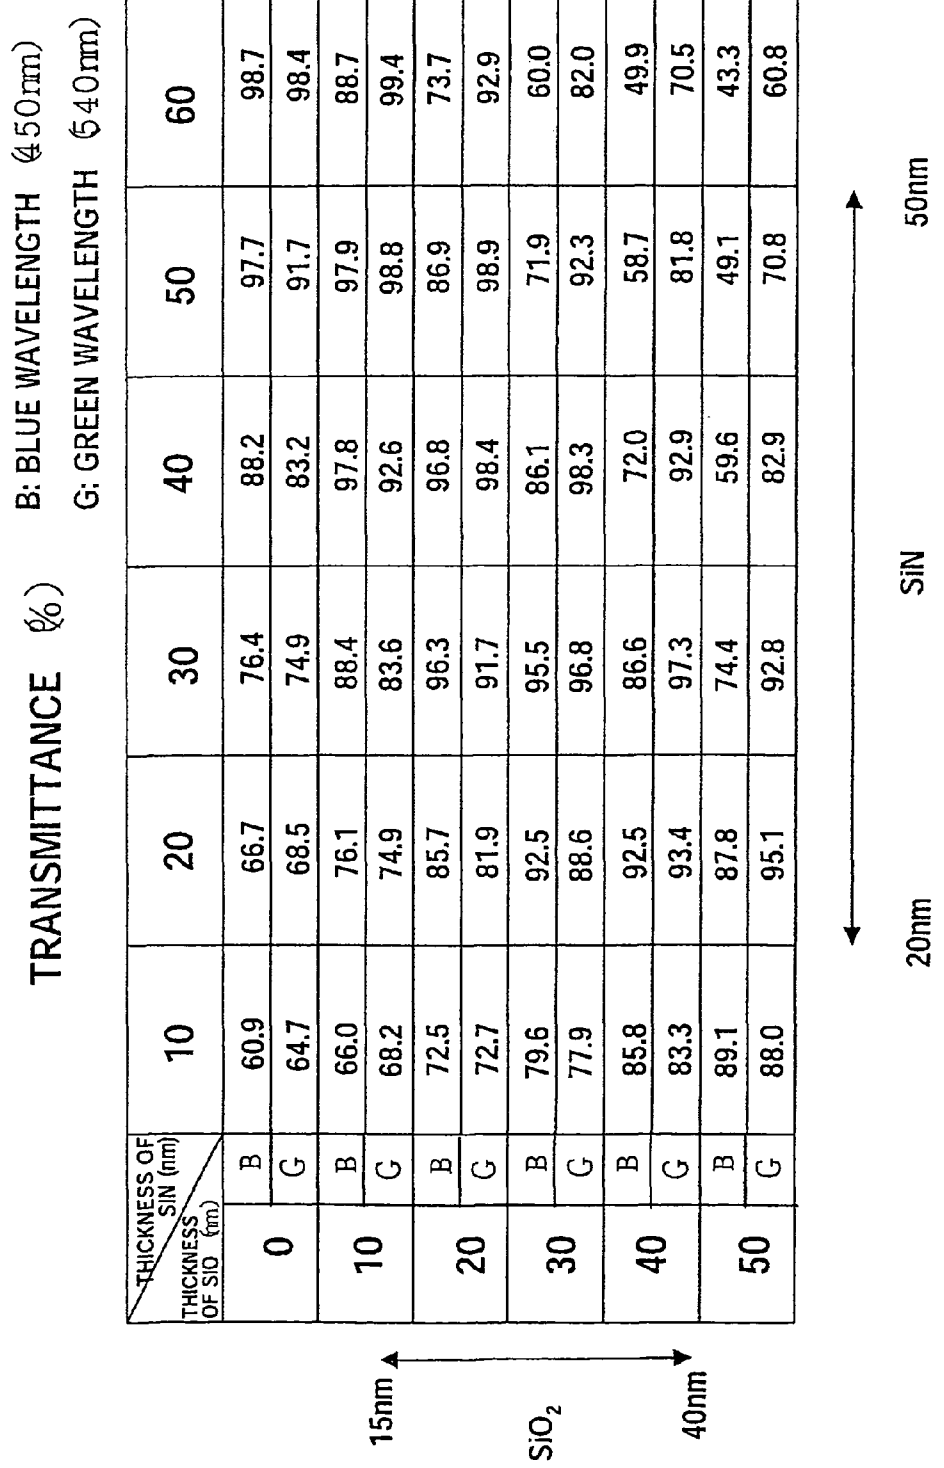 TRANSMITTANCE (%)
B: BLUE WAVELENGTH (450nm)
G: GREEN WAVELENGTH (540nm)
THICKNESS OF SIN (nm) 10 20 30 40 50 60
THICKNESS OF SIO (nm)
0 B 60.9 66.7 76.4 88.2 97.7 98.7
G 64.7 68.5 74.9 83.2 91.7 98.4
10 B 66.0 76.1 88.4 97.8 97.9 88.7
G 68.2 74.9 83.6 92.6 98.8 99.4
20 B 72.5 85.7 96.3 96.8 86.9 73.7
G 72.7 81.9 91.7 98.4 98.9 92.9
30 B 79.6 92.5 95.5 86.1 71.9 60.0
G 77.9 88.6 96.8 98.3 92.3 82.0
40 B 85.8 92.5 86.6 72.0 58.7 49.9
G 83.3 93.4 97.3 92.9 81.8 70.5
50 B 89.1 87.8 74.4 59.6 49.1 43.3
G 88.0 95.1 92.8 82.9 70.8 60.8
15nm
SiO₂
40nm
20nm SiN 50nm